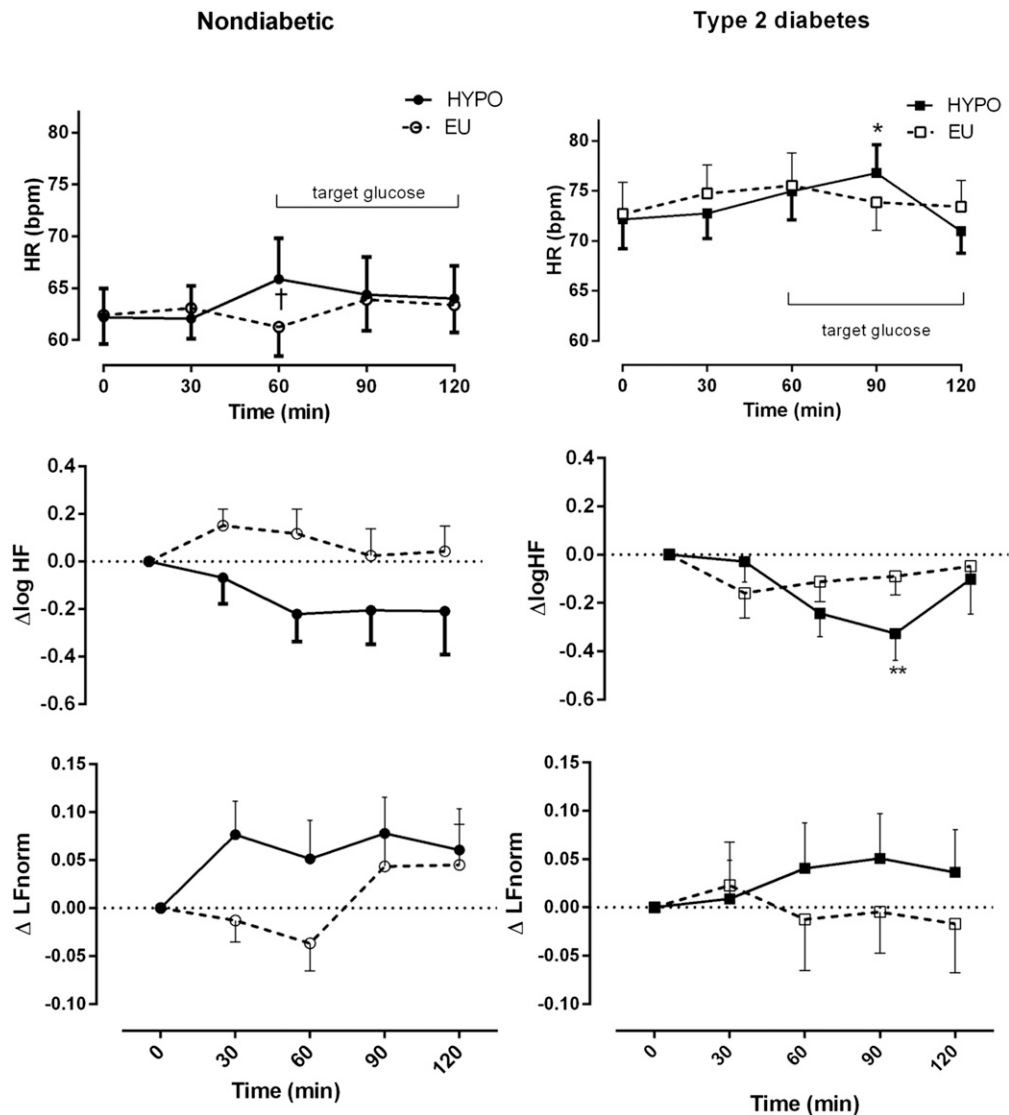 Nondiabetic
HYPO
EU
80
75
70
65
60
HR (bpm)
target glucose
†
0 30 60 90 120
Time (min)
Type 2 diabetes
HYPO
EU
*
80
75
70
65
60
HR (bpm)
target glucose
0 30 60 90 120
Time (min)
0.4
0.2
0.0
-0.2
-0.4
-0.6
Δlog HF
0.4
0.2
0.0
-0.2
-0.4
-0.6
ΔlogHF
**
0.15
0.10
0.05
0.00
-0.05
-0.10
Δ LFnorm
0 30 60 90 120
Time (min)
0.15
0.10
0.05
0.00
-0.05
-0.10
Δ LFnorm
0 30 60 90 120
Time (min)